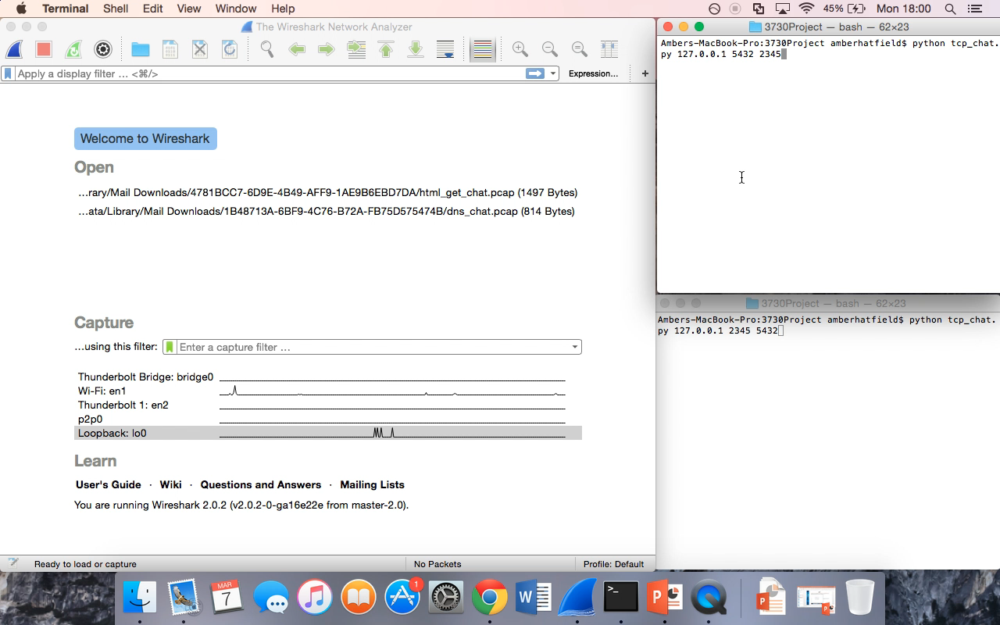 Terminal Shell Edit View Window Help 45% Mon 18:00
The Wireshark Network Analyzer
Apply a display filter … <⌘/> Expression… +
Welcome to Wireshark
Open
…rary/Mail Downloads/4781BCC7-6D9E-4B49-AFF9-1AE9B6EBD7DA/html_get_chat.pcap (1497 Bytes)
…ata/Library/Mail Downloads/1B48713A-6BF9-4C76-B72A-FB75D575474B/dns_chat.pcap (814 Bytes)
Capture
…using this filter: Enter a capture filter …
Thunderbolt Bridge: bridge0
Wi-Fi: en1
Thunderbolt 1: en2
p2p0
Loopback: lo0
Learn
User's Guide · Wiki · Questions and Answers · Mailing Lists
You are running Wireshark 2.0.2 (v2.0.2-0-ga16e22e from master-2.0).
Ready to load or capture No Packets Profile: Default
3730Project — bash — 62×23
Ambers-MacBook-Pro:3730Project amberhatfield$ python tcp_chat.
py 127.0.0.1 5432 2345
3730Project — bash — 62×23
Ambers-MacBook-Pro:3730Project amberhatfield$ python tcp_chat.
py 127.0.0.1 2345 5432
MAR
7
1